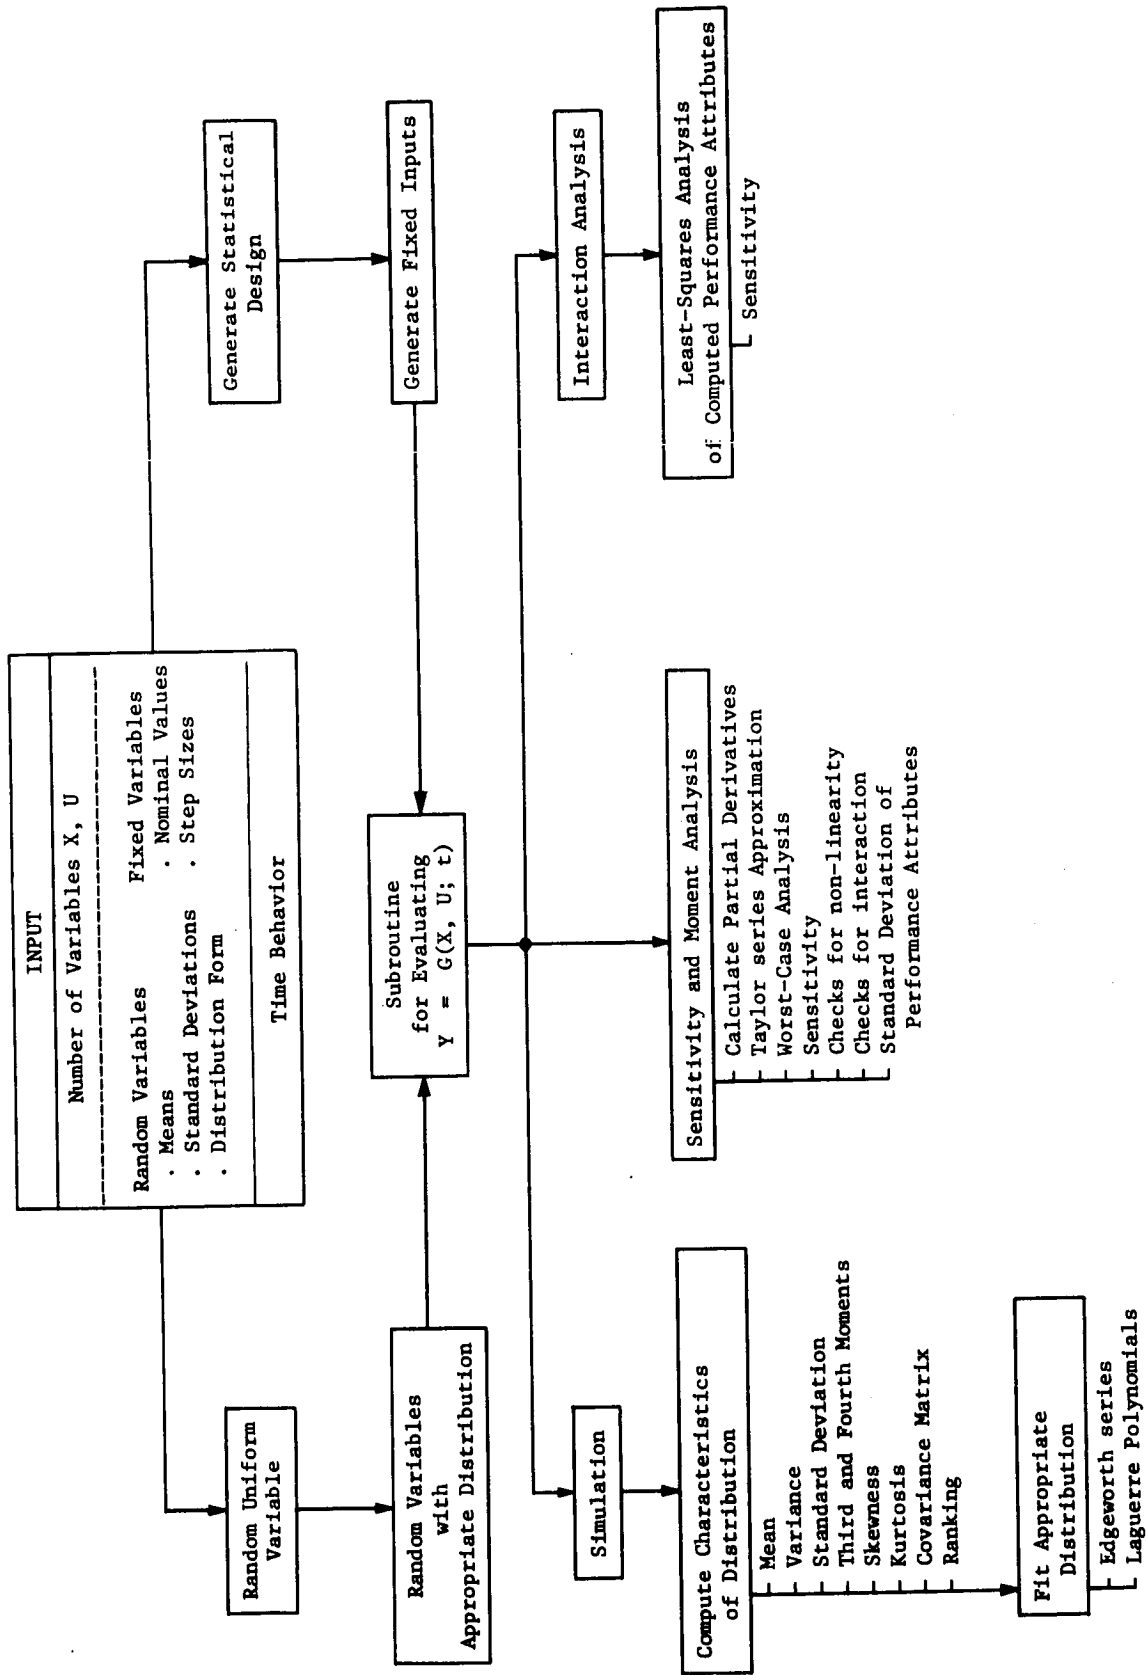 INPUT
Number of Variables X, U
Random Variables
. Means
. Standard Deviations
. Distribution Form
Fixed Variables
. Nominal Values
. Step Sizes
Time Behavior
Random Uniform
Variable
Generate Statistical
Design
Random Variables
with
Appropriate Distribution
Subroutine
for Evaluating
Y = G(X, U; t)
Generate Fixed Inputs
Simulation
Compute Characteristics
of Distribution
Mean
Variance
Standard Deviation
Third and Fourth Moments
Skewness
Kurtosis
Covariance Matrix
Ranking
Fit Appropriate
Distribution
Edgeworth series
Laguerre Polynomials
Sensitivity and Moment Analysis
Calculate Partial Derivatives
Taylor series Approximation
Worst-Case Analysis
Sensitivity
Checks for non-linearity
Checks for interaction
Standard Deviation of
Performance Attributes
Interaction Analysis
Least-Squares Analysis
of Computed Performance Attributes
Sensitivity